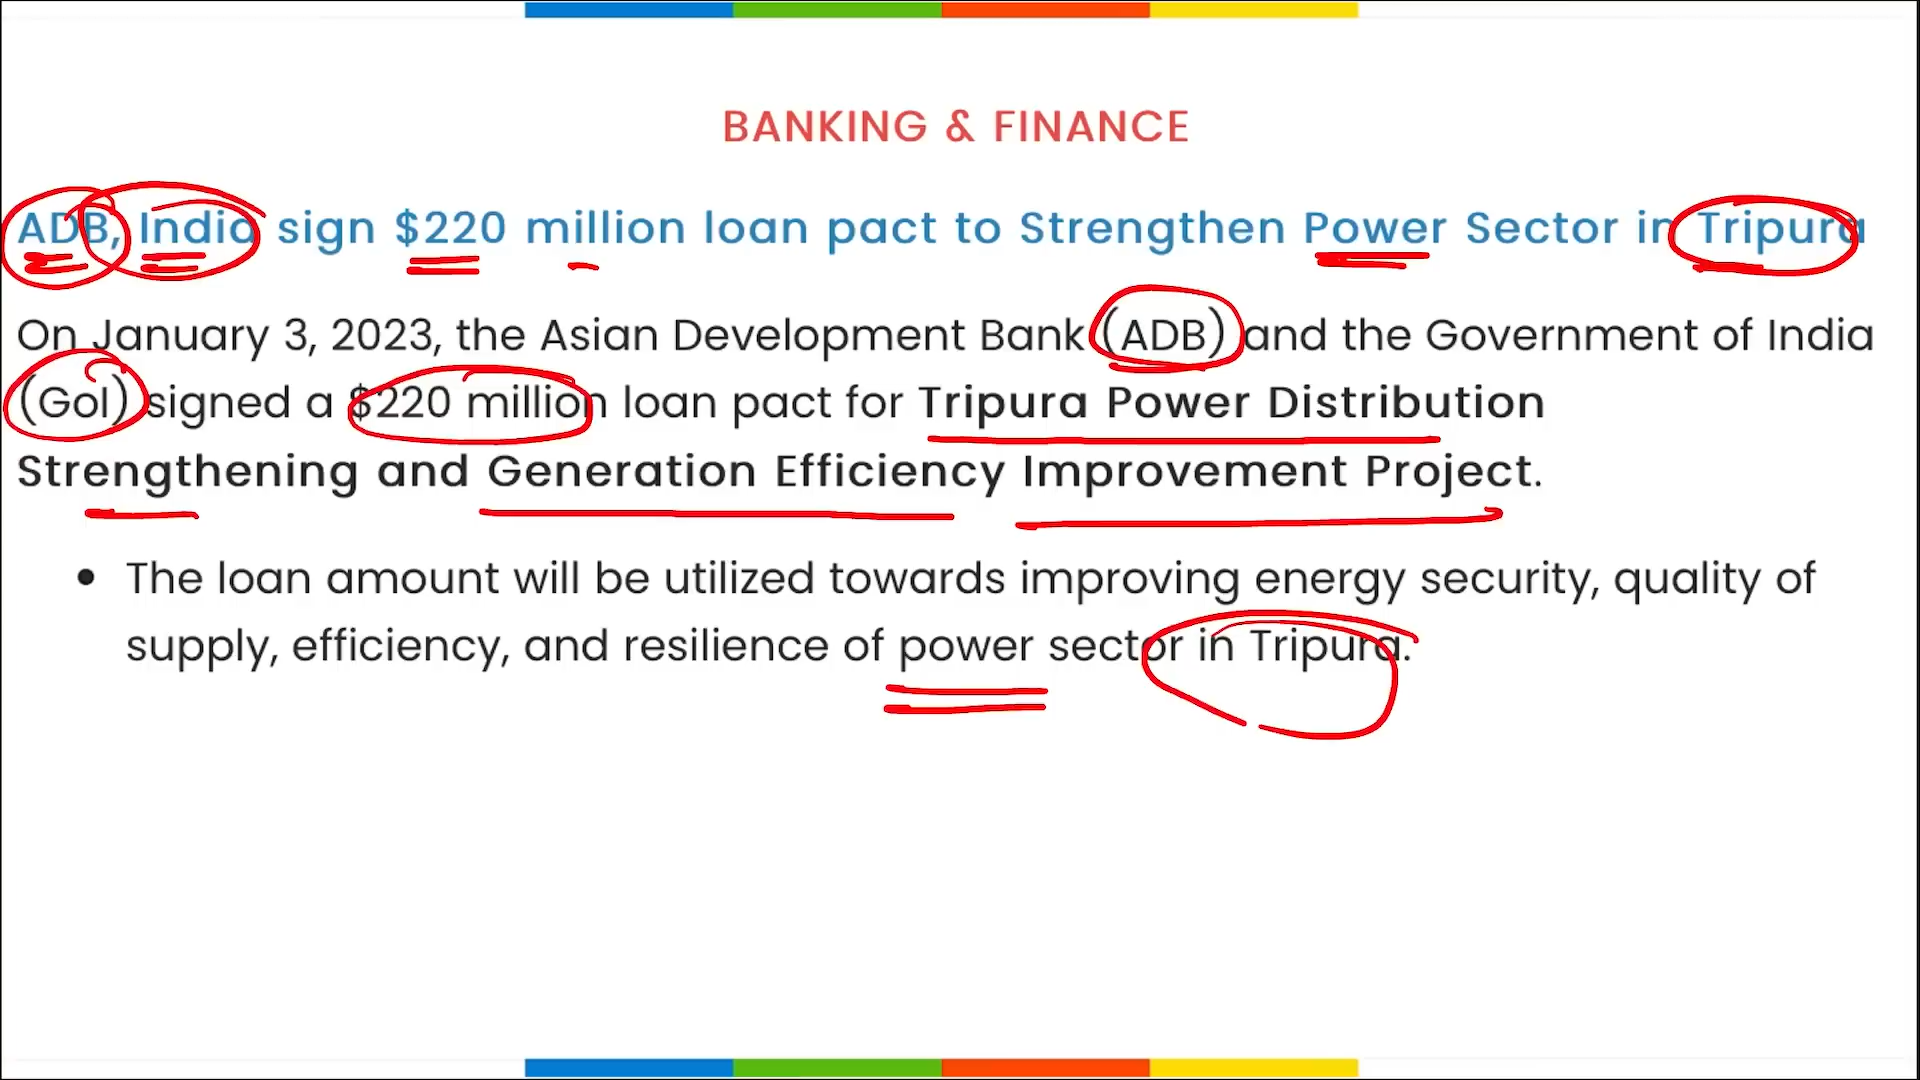 BANKING & FINANCE
ADB, India sign $220 million loan pact to Strengthen Power Sector in Tripura
On January 3, 2023, the Asian Development Bank (ADB) and the Government of India
(GoI) signed a $220 million loan pact for Tripura Power Distribution
Strengthening and Generation Efficiency Improvement Project.
• The loan amount will be utilized towards improving energy security, quality of
supply, efficiency, and resilience of power sector in Tripura.